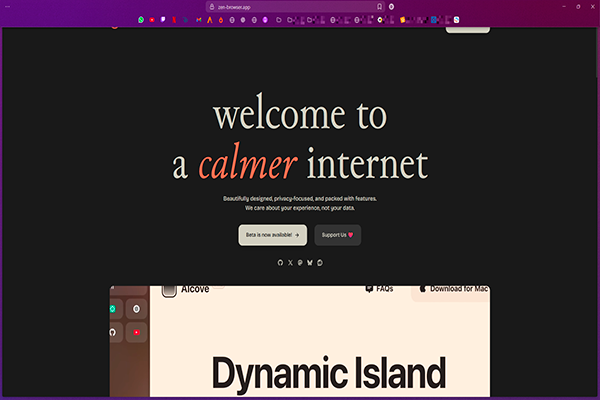 zen-browser.app
welcome to
a calmer internet
Beautifully designed, privacy-focused, and packed with features.
We care about your experience, not your data.
Beta is now available! →
Support Us
Alcove
FAQs
Download for Mac
Dynamic Island